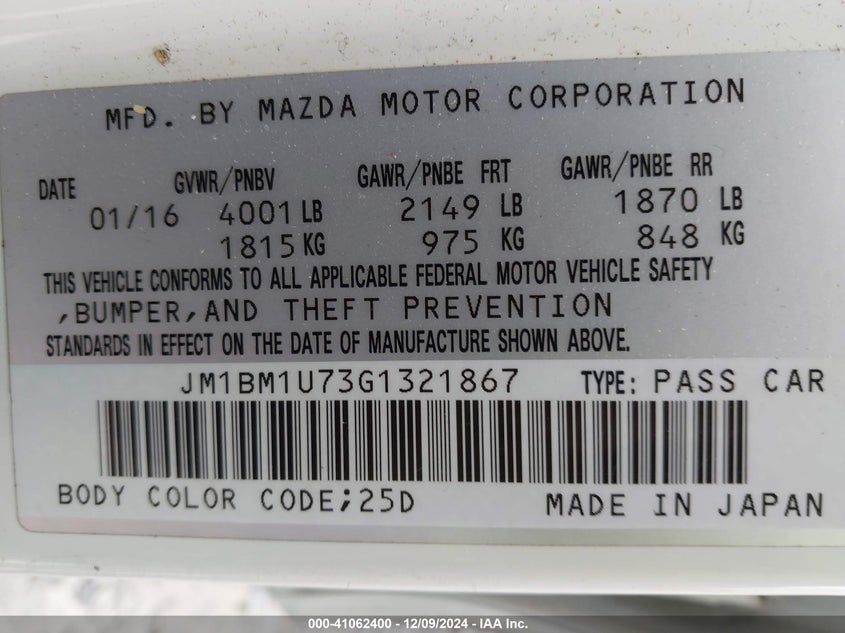 MFD. BY MAZDA MOTOR CORPORATION
DATE GVWR/PNBV GAWR/PNBE FRT GAWR/PNBE RR
01/16 4001 LB 2149 LB 1870 LB
1815 KG 975 KG 848 KG
THIS VEHICLE CONFORMS TO ALL APPLICABLE FEDERAL MOTOR VEHICLE SAFETY
,BUMPER,AND THEFT PREVENTION
STANDARDS IN EFFECT ON THE DATE OF MANUFACTURE SHOWN ABOVE.
JM1BM1U73G1321867 TYPE: PASS CAR
BODY COLOR CODE;25D MADE IN JAPAN
000-41062400 - 12/09/2024 - IAA Inc.